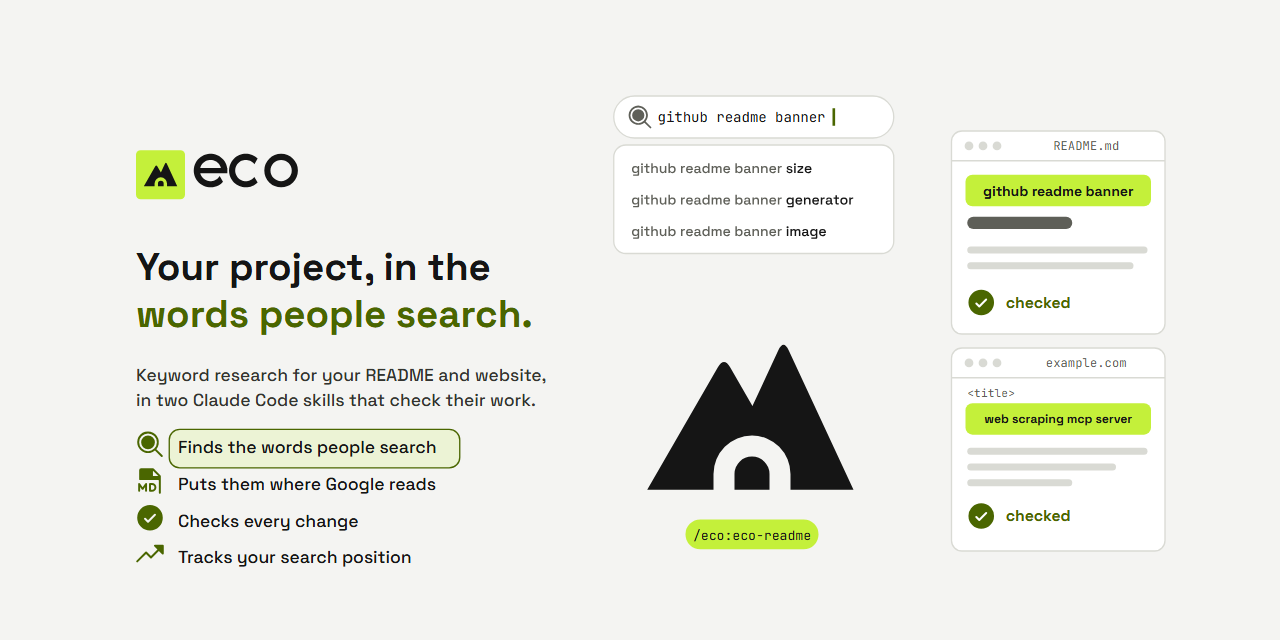 eco
Your project, in the
words people search.
Keyword research for your README and website,
in two Claude Code skills that check their work.
Finds the words people search
MD
Puts them where Google reads
Checks every change
Tracks your search position
github readme banner
github readme banner size
github readme banner generator
github readme banner image
/eco:eco-readme
README.md
github readme banner
checked
example.com
<title>
web scraping mcp server
checked